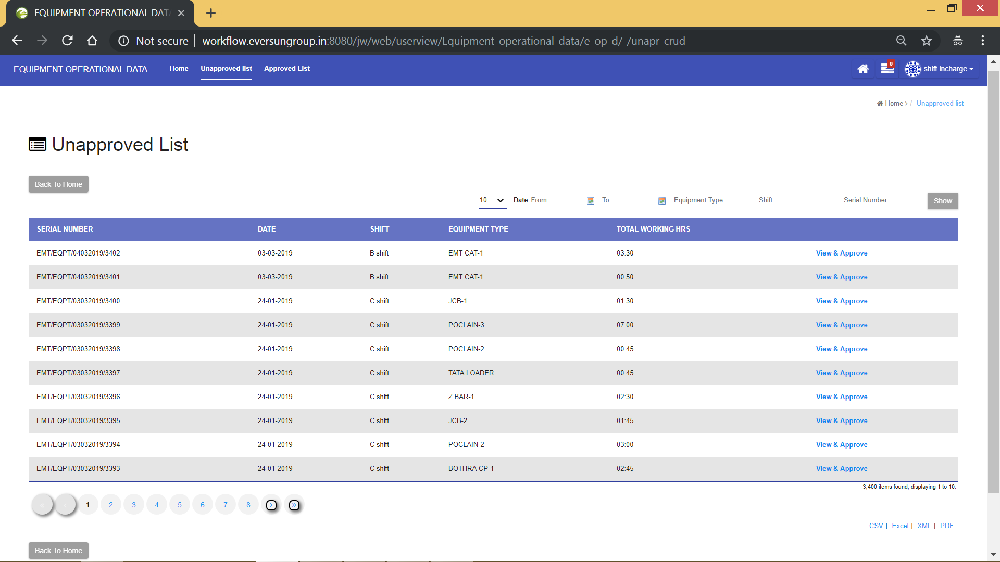 EQUIPMENT OPERATIONAL DATA
Not secure | workflow.eversungroup.in:8080/jw/web/userview/Equipment_operational_data/e_op_d/_/unapr_crud
EQUIPMENT OPERATIONAL DATA Home Unapproved list Approved List 0 shift incharge
Home > / Unapproved list
Unapproved List
Back To Home
10 Date From - To Equipment Type Shift Serial Number Show
SERIAL NUMBER DATE SHIFT EQUIPMENT TYPE TOTAL WORKING HRS
EMT/EQPT/04032019/3402 03-03-2019 B shift EMT CAT-1 03:30 View & Approve
EMT/EQPT/04032019/3401 03-03-2019 B shift EMT CAT-1 00:50 View & Approve
EMT/EQPT/03032019/3400 24-01-2019 C shift JCB-1 01:30 View & Approve
EMT/EQPT/03032019/3399 24-01-2019 C shift POCLAIN-3 07:00 View & Approve
EMT/EQPT/03032019/3398 24-01-2019 C shift POCLAIN-2 00:45 View & Approve
EMT/EQPT/03032019/3397 24-01-2019 C shift TATA LOADER 00:45 View & Approve
EMT/EQPT/03032019/3396 24-01-2019 C shift Z BAR-1 02:30 View & Approve
EMT/EQPT/03032019/3395 24-01-2019 C shift JCB-2 01:45 View & Approve
EMT/EQPT/03032019/3394 24-01-2019 C shift POCLAIN-2 03:00 View & Approve
EMT/EQPT/03032019/3393 24-01-2019 C shift BOTHRA CP-1 02:45 View & Approve
3,400 items found, displaying 1 to 10.
« ‹ 1 2 3 4 5 6 7 8 › »
CSV | Excel | XML | PDF
Back To Home